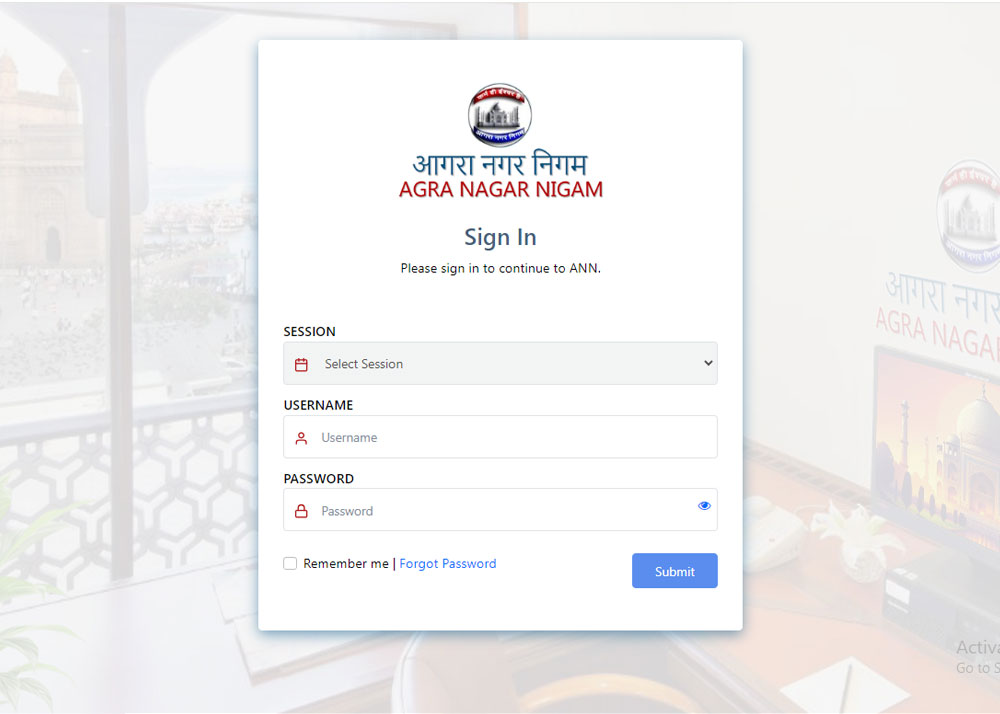 आगरा नगर निगम
AGRA NAGAR NIGAM
Sign In
Please sign in to continue to ANN.
SESSION
Select Session
USERNAME
Username
PASSWORD
Password
Remember me | Forgot Password
Submit
आगरा नगर
AGRA NAGAR
Activa
Go to S